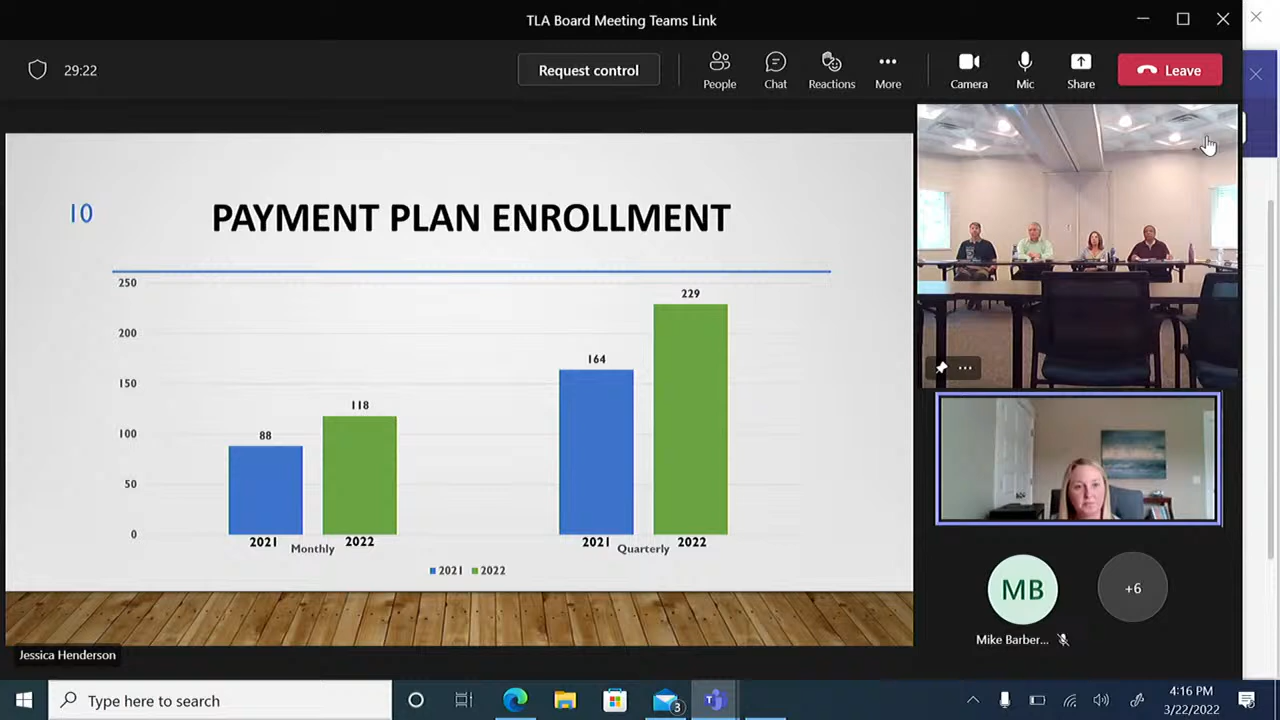 TLA Board Meeting Teams Link
29:22
Request control
People
Chat
Reactions
More
Camera
Mic
Share
Leave
10
PAYMENT PLAN ENROLLMENT
250
200
150
100
50
0
88
118
164
229
2021
2022
Monthly
2021
2022
Quarterly
2021 2022
Jessica Henderson
MB
Mike Barber...
+6
Type here to search
3
4:16 PM
3/22/2022